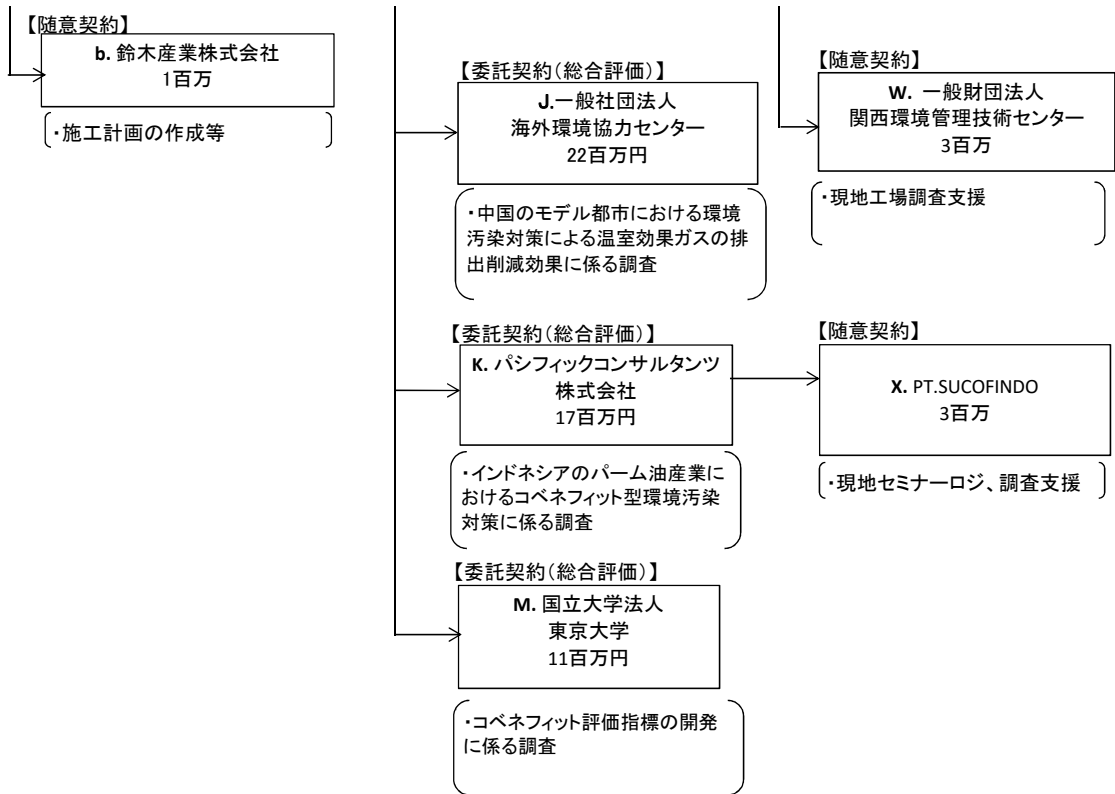 【随意契約】
b. 鈴木産業株式会社
1百万
・施工計画の作成等
【委託契約(総合評価)】
J.一般社団法人
海外環境協力センター
22百万円
・中国のモデル都市における環境
汚染対策による温室効果ガスの排
出削減効果に係る調査
【随意契約】
W. 一般財団法人
関西環境管理技術センター
3百万
・現地工場調査支援
【委託契約(総合評価)】
K. パシフィックコンサルタンツ
株式会社
17百万円
・インドネシアのパーム油産業に
おけるコベネフィット型環境汚染
対策に係る調査
【随意契約】
X. PT.SUCOFINDO
3百万
・現地セミナーロジ、調査支援
【委託契約(総合評価)】
M. 国立大学法人
東京大学
11百万円
・コベネフィット評価指標の開発
に係る調査